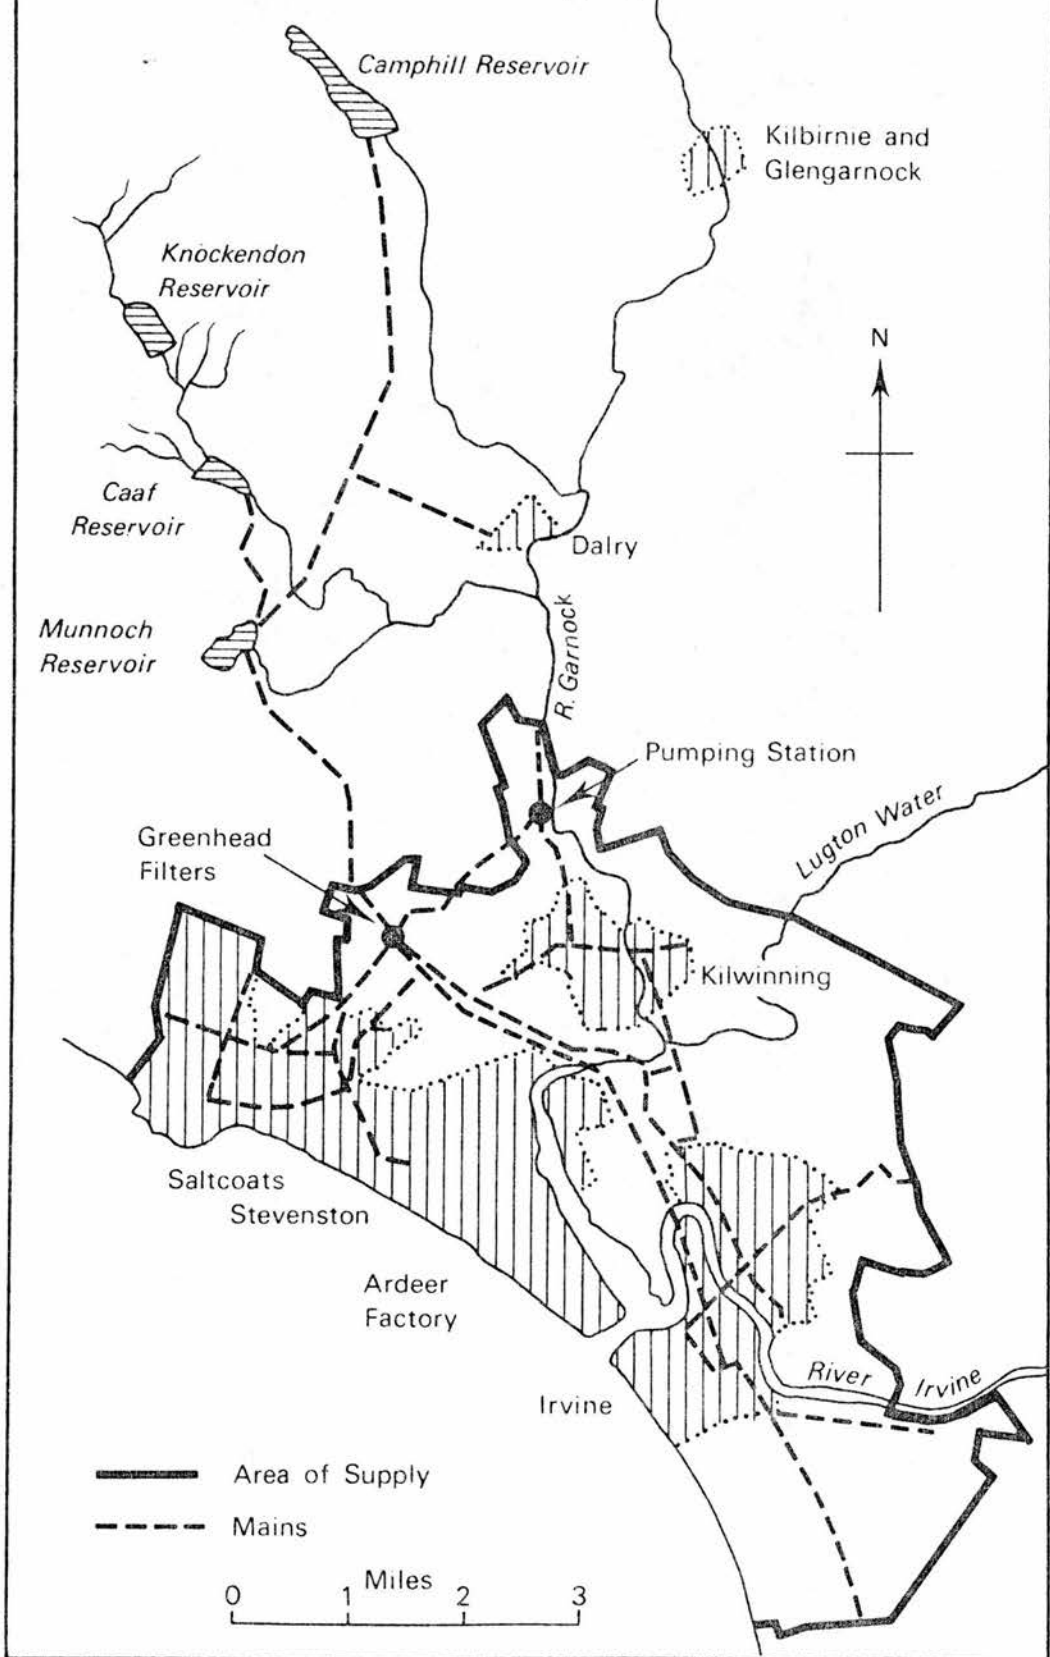 Camphill Reservoir
Kilbirnie and
Glengarnock
Knockendon
Reservoir
N
Caaf
Reservoir
Dalry
Munnoch
Reservoir
R. Garnock
Pumping Station
Lugton Water
Greenhead
Filters
Kilwinning
Saltcoats
Stevenston
Ardeer
Factory
River Irvine
Irvine
Area of Supply
Mains
Miles
0 1 2 3